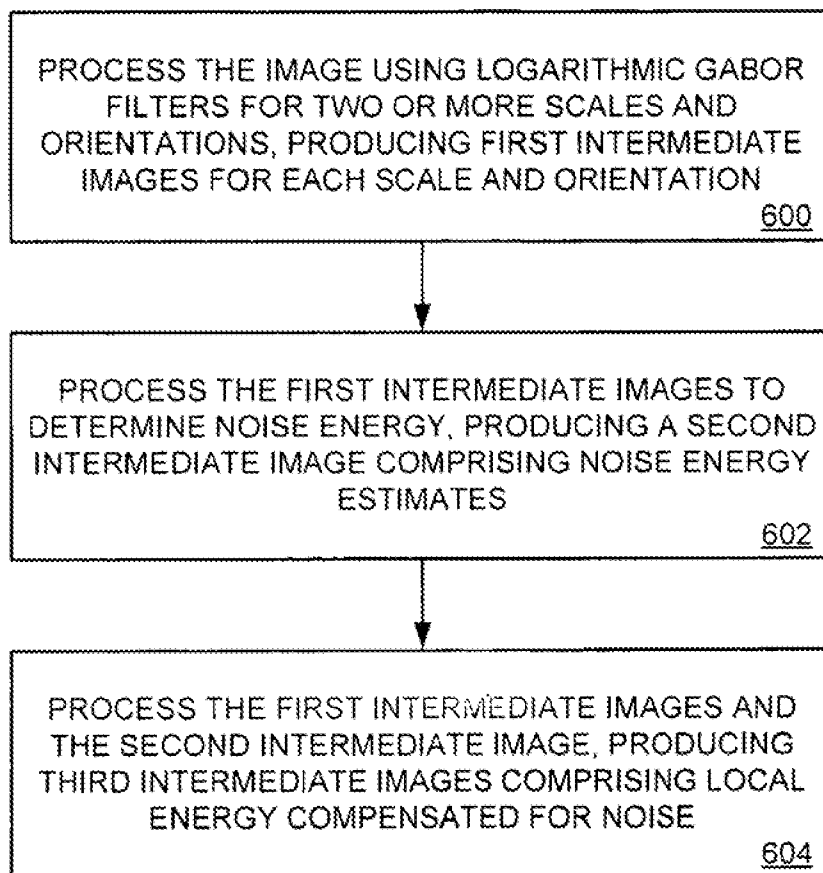 PROCESS THE IMAGE USING LOGARITHMIC GABOR
FILTERS FOR TWO OR MORE SCALES AND
ORIENTATIONS, PRODUCING FIRST INTERMEDIATE
IMAGES FOR EACH SCALE AND ORIENTATION
600
PROCESS THE FIRST INTERMEDIATE IMAGES TO
DETERMINE NOISE ENERGY, PRODUCING A SECOND
INTERMEDIATE IMAGE COMPRISING NOISE ENERGY
ESTIMATES
602
PROCESS THE FIRST INTERMEDIATE IMAGES AND
THE SECOND INTERMEDIATE IMAGE, PRODUCING
THIRD INTERMEDIATE IMAGES COMPRISING LOCAL
ENERGY COMPENSATED FOR NOISE
604